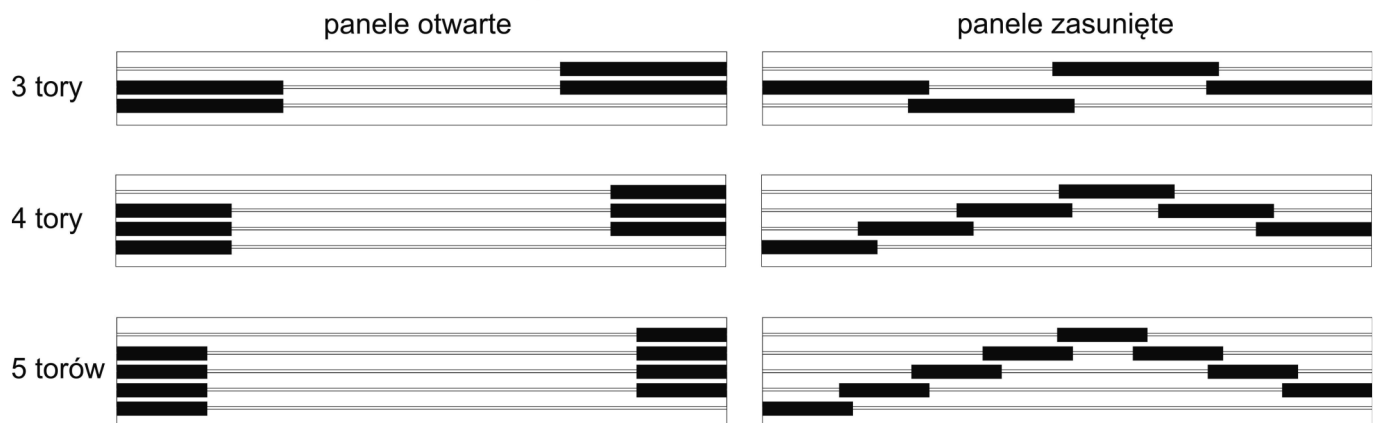 panele otwarte
panele zasunięte
3 tory
4 tory
5 torów